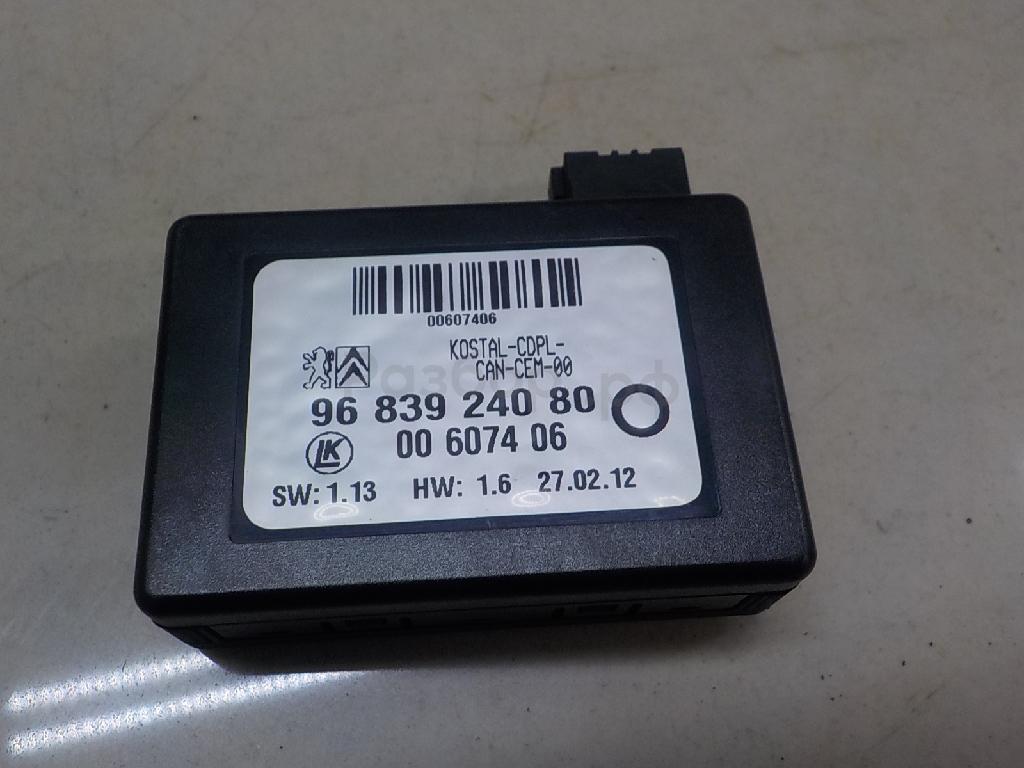 00607406
KOSTAL-CDPL-
CAN-CEM-00
96 839 240 80
LK
00 6074 06
SW: 1.13 HW: 1.6 27.02.12